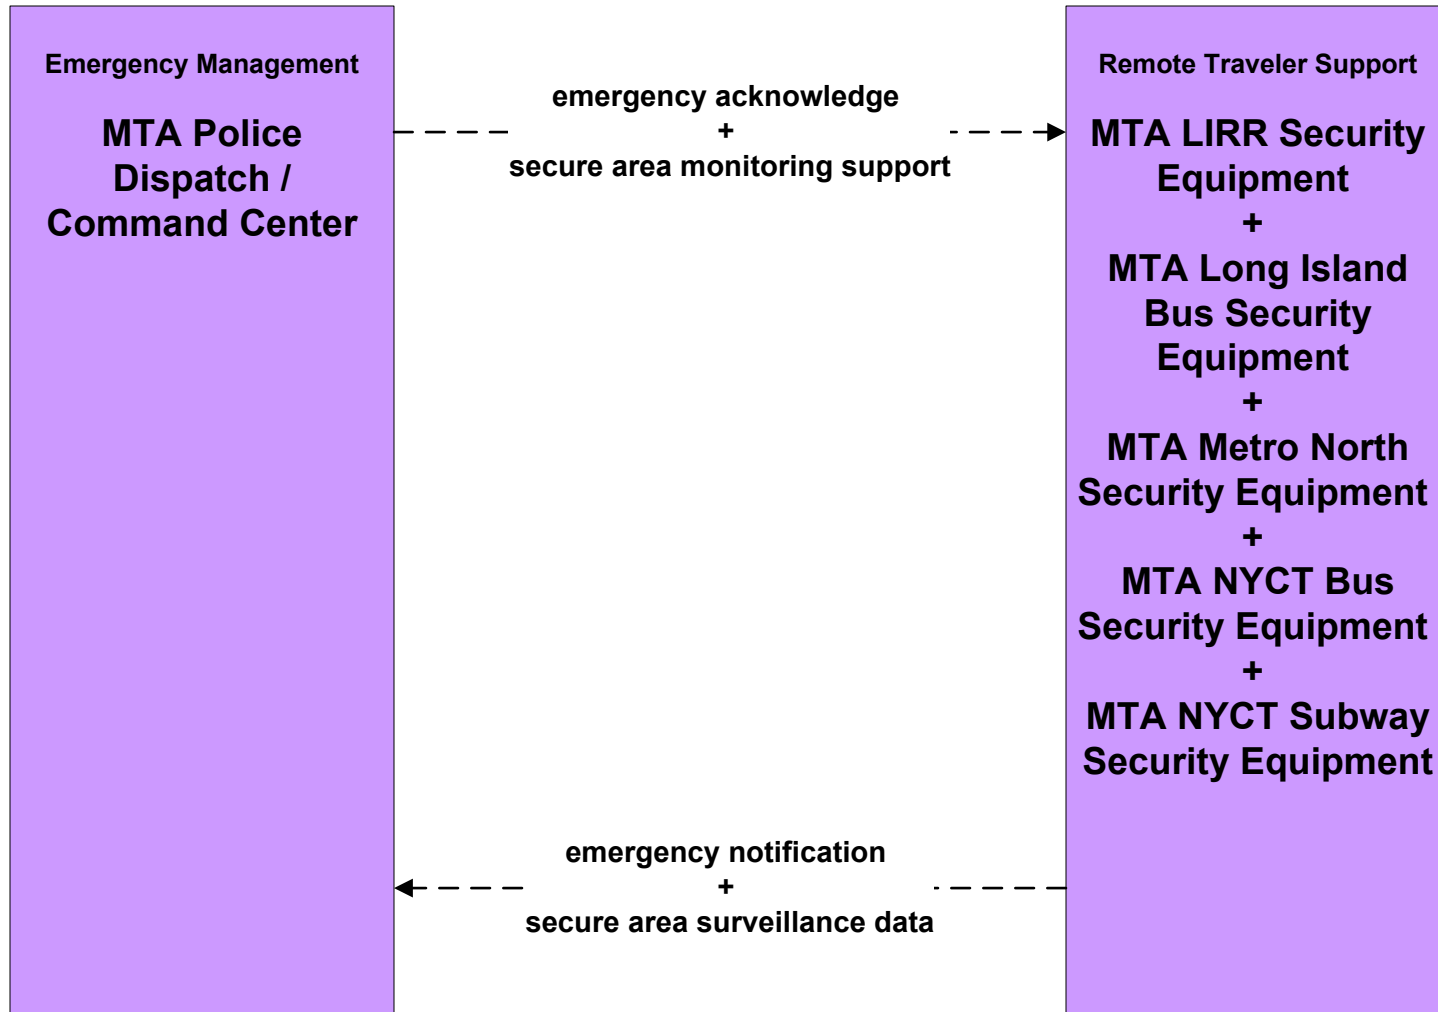 Emergency Management
MTA Police
Dispatch /
Command Center
emergency acknowledge
+
secure area monitoring support
Remote Traveler Support
MTA LIRR Security
Equipment
+
MTA Long Island
Bus Security
Equipment
+
MTA Metro North
Security Equipment
+
MTA NYCT Bus
Security Equipment
+
MTA NYCT Subway
Security Equipment
emergency notification
+
secure area surveillance data